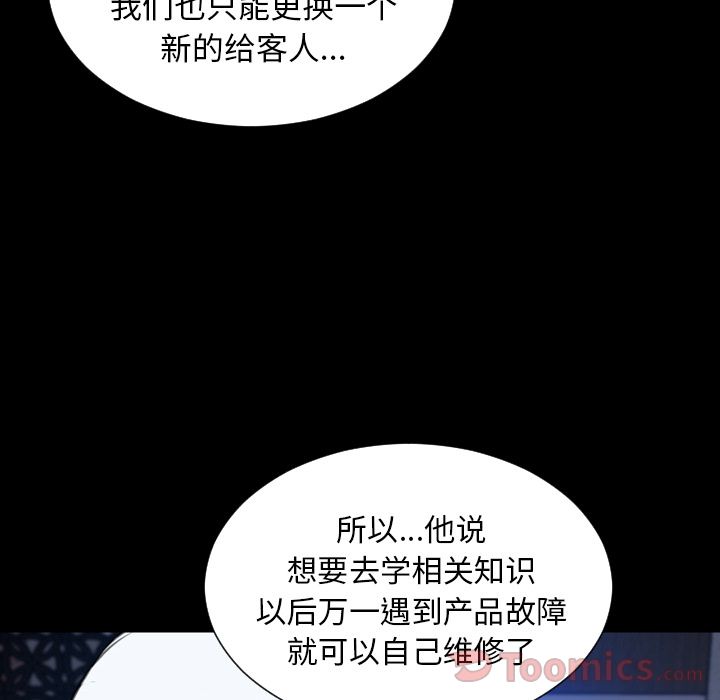 我们也只能更换一个
新的给客人...
所以...他说
想要去学相关知识
以后万一遇到产品故障
就可以自己维修了
Toomics.com